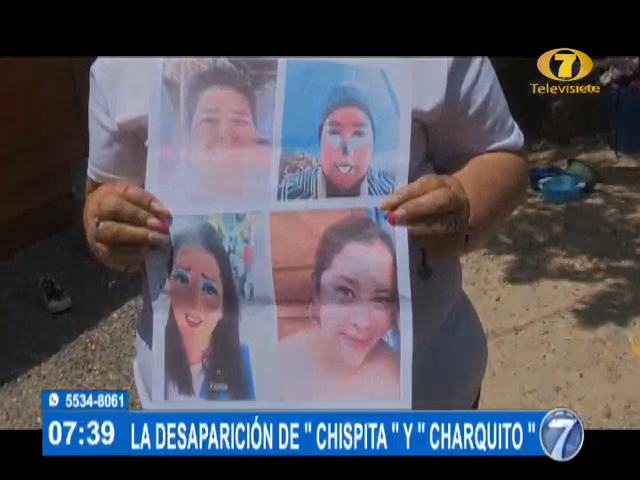 7
Televisiete
5534-8061
07:39
LA DESAPARICIÓN DE " CHISPITA " Y " CHARQUITO "
7